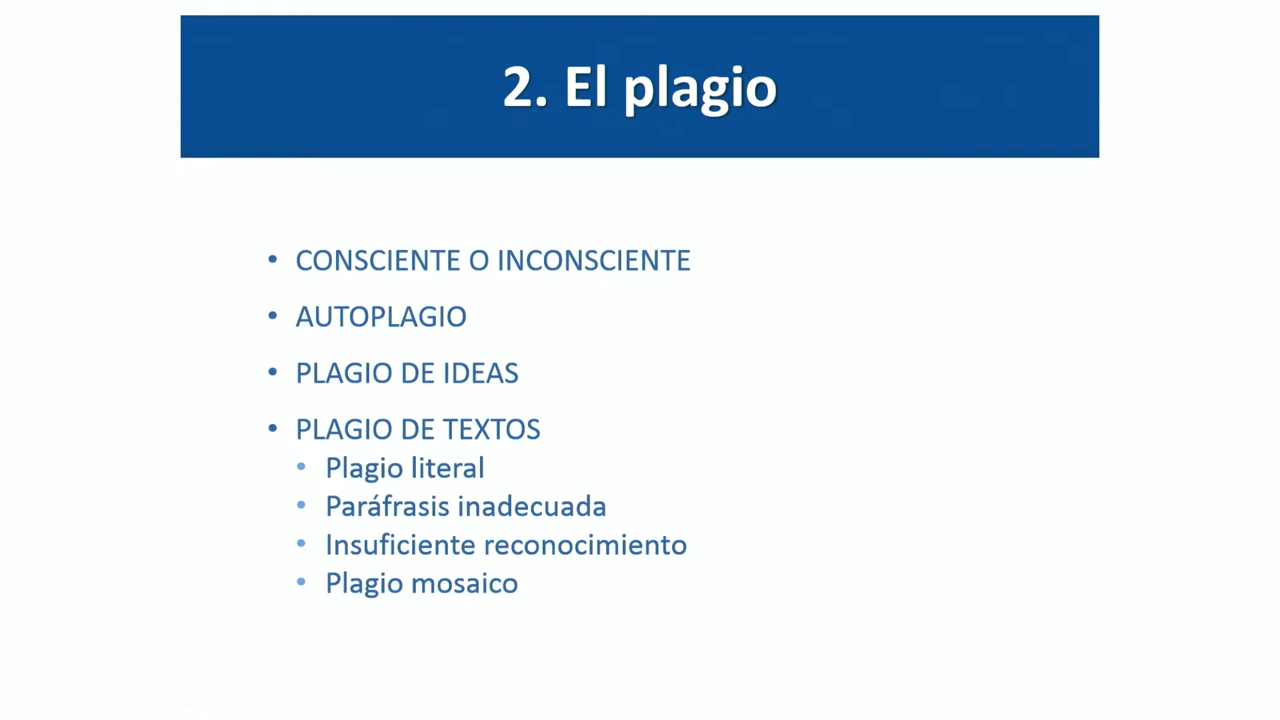 2. El plagio
• CONSCIENTE O INCONSCIENTE
• AUTOPLAGIO
• PLAGIO DE IDEAS
• PLAGIO DE TEXTOS
• Plagio literal
• Paráfrasis inadecuada
• Insuficiente reconocimiento
• Plagio mosaico